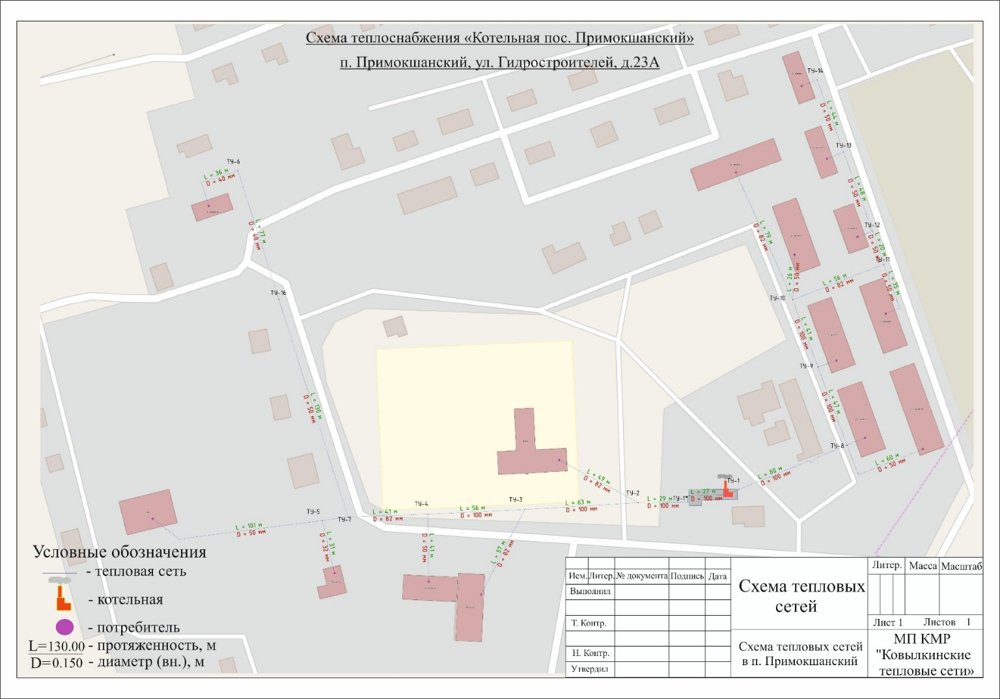 Схема теплоснабжения «Котельная пос. Примокшанский»
п. Примокшанский, ул. Гидростроителей, д.23А
ТУ-14
L = 44 м
D = 50 мм
ТУ-13
L = 48 м
D = 50 мм
ТУ-12
L = 20 м
D = 50 мм
ТУ-11
L = 35 м
D = 50 мм
L = 56 м
D = 82 мм
L = 79 м
D = 82 мм
L = 26 м
D = 50 мм
ТУ-10
L = 41 м
D = 100 мм
ТУ-9
L = 47 м
D = 100 мм
ТУ-8
L = 60 м
D = 50 мм
L = 80 м
D = 100 мм
ТУ-1
L = 27 м
D = 100 мм
ТУ-1"
L = 29 м
D = 100 мм
ТУ-2
L = 49 м
D = 82 мм
L = 63 м
D = 100 мм
ТУ-3
L = 57 м
D = 82 мм
L = 56 м
D = 100 мм
ТУ-4
L = 41 м
D = 50 мм
L = 41 м
D = 82 мм
ТУ-7
ТУ-5
L = 31 м
D = 32 мм
L = 101 м
D = 50 мм
L = 130 м
D = 50 мм
ТУ-16
L = 77 м
D = 40 мм
ТУ-6
L = 36 м
D = 40 мм
Условные обозначения
- тепловая сеть
- котельная
- потребитель
L=130.00 - протяженность, м
D=0.150 - диаметр (вн.), м
Изм. Литер. № документа Подпись Дата
Выполнил
Т. Контр.
Н. Контр.
Утвердил
Схема тепловых
сетей
Схема тепловых сетей
в п. Примокшанский
Литер. Масса Масштаб
Лист 1 Листов 1
МП КМР
"Ковылкинские
тепловые сети»